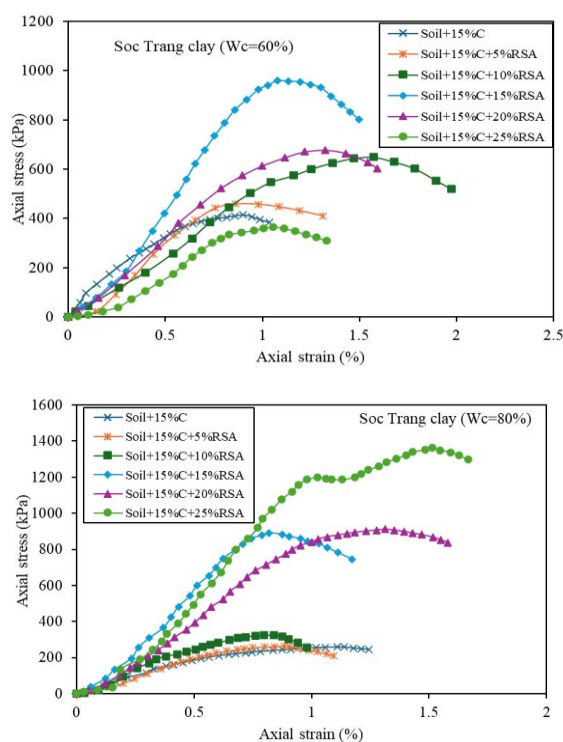 Soc Trang clay (Wc=60%)
Soil+15%C
Soil+15%C+5%RSA
Soil+15%C+10%RSA
Soil+15%C+15%RSA
Soil+15%C+20%RSA
Soil+15%C+25%RSA
Axial stress (kPa)
1200
1000
800
600
400
200
0
0
0.5
1
1.5
2
2.5
Axial strain (%)
Soc Trang clay (Wc=80%)
Soil+15%C
Soil+15%C+5%RSA
Soil+15%C+10%RSA
Soil+15%C+15%RSA
Soil+15%C+20%RSA
Soil+15%C+25%RSA
Axial stress (kPa)
1600
1400
1200
1000
800
600
400
200
0
0
0.5
1
1.5
2
Axial strain (%)